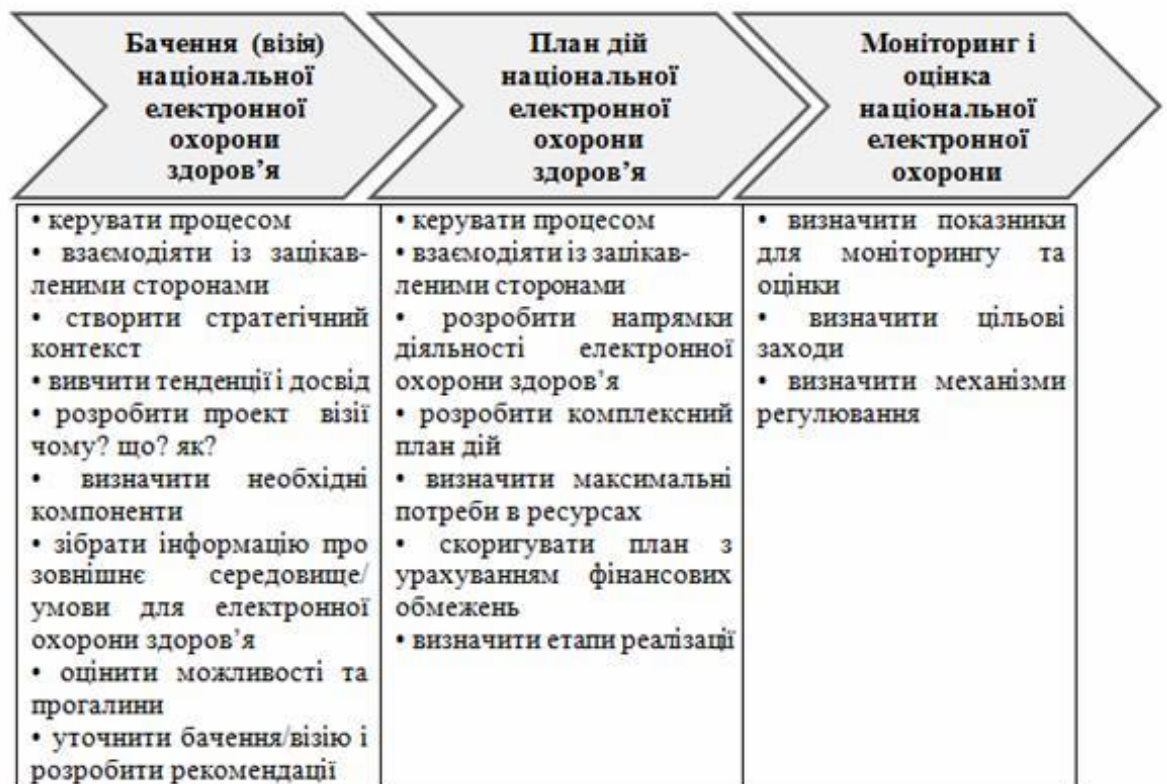 Бачення (візія)
національної
електронної
охорони
здоров’я
План дій
національної
електронної
охорони
здоров’я
Моніторинг і
оцінка
національної
електронної
охорони
• керувати процесом
• взаємодіяти із зацікав-
леними сторонами
• створити стратегічний
контекст
• вивчити тенденції і досвід
• розробити проект візії
чому? що? як?
• визначити необхідні
компоненти
• зібрати інформацію про
зовнішнє середовище/
умови для електронної
охорони здоров’я
• оцінити можливості та
прогалини
• уточнити бачення/візію і
розробити рекомендації
• керувати процесом
• взаємодіяти із зацікав-
леними сторонами
• розробити напрямки
діяльності електронної
охорони здоров’я
• розробити комплексний
план дій
• визначити максимальні
потреби в ресурсах
• скоригувати план з
урахуванням фінансових
обмежень
• визначити етапи реалізації
• визначити показники
для моніторингу та
оцінки
• визначити цільові
заходи
• визначити механізми
регулювання